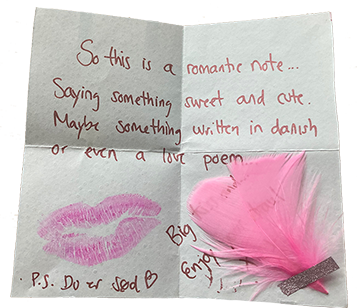 So this is a romantic note...
Saying something sweet and cute.
Maybe something written in danish
or even a love poem
Big
Enjoy
P.S. Du er sød ♡